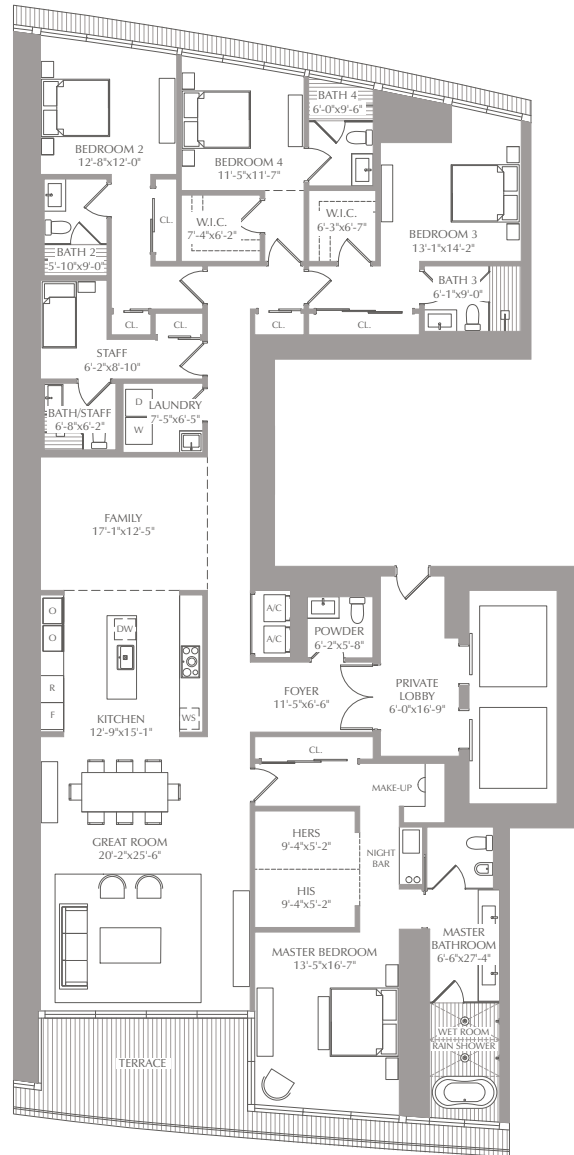 BATH 4
6'-0"x9'-6"
BEDROOM 2
12'-8"x12'-0"
BEDROOM 4
11'-5"x11'-7"
CL.
W.I.C.
7'-4"x6'-2"
W.I.C.
6'-3"x6'-7"
BEDROOM 3
13'-1"x14'-2"
BATH 2
5'-10"x9'-0"
BATH 3
6'-1"x9'-0"
CL.
CL.
CL.
CL.
STAFF
6'-2"x8'-10"
BATH/STAFF
6'-8"x6'-2"
D
W
LAUNDRY
7'-5"x6'-5"
FAMILY
17'-1"x12'-5"
O
O
R
F
DW
WS
KITCHEN
12'-9"x15'-1"
A/C
A/C
POWDER
6'-2"x5'-8"
FOYER
11'-5"x6'-6"
PRIVATE
LOBBY
6'-0"x16'-9"
CL.
MAKE-UP
GREAT ROOM
20'-2"x25'-6"
HERS
9'-4"x5'-2"
NIGHT
BAR
HIS
9'-4"x5'-2"
MASTER BEDROOM
13'-5"x16'-7"
MASTER
BATHROOM
6'-6"x27'-4"
WET ROOM
RAIN SHOWER
TERRACE